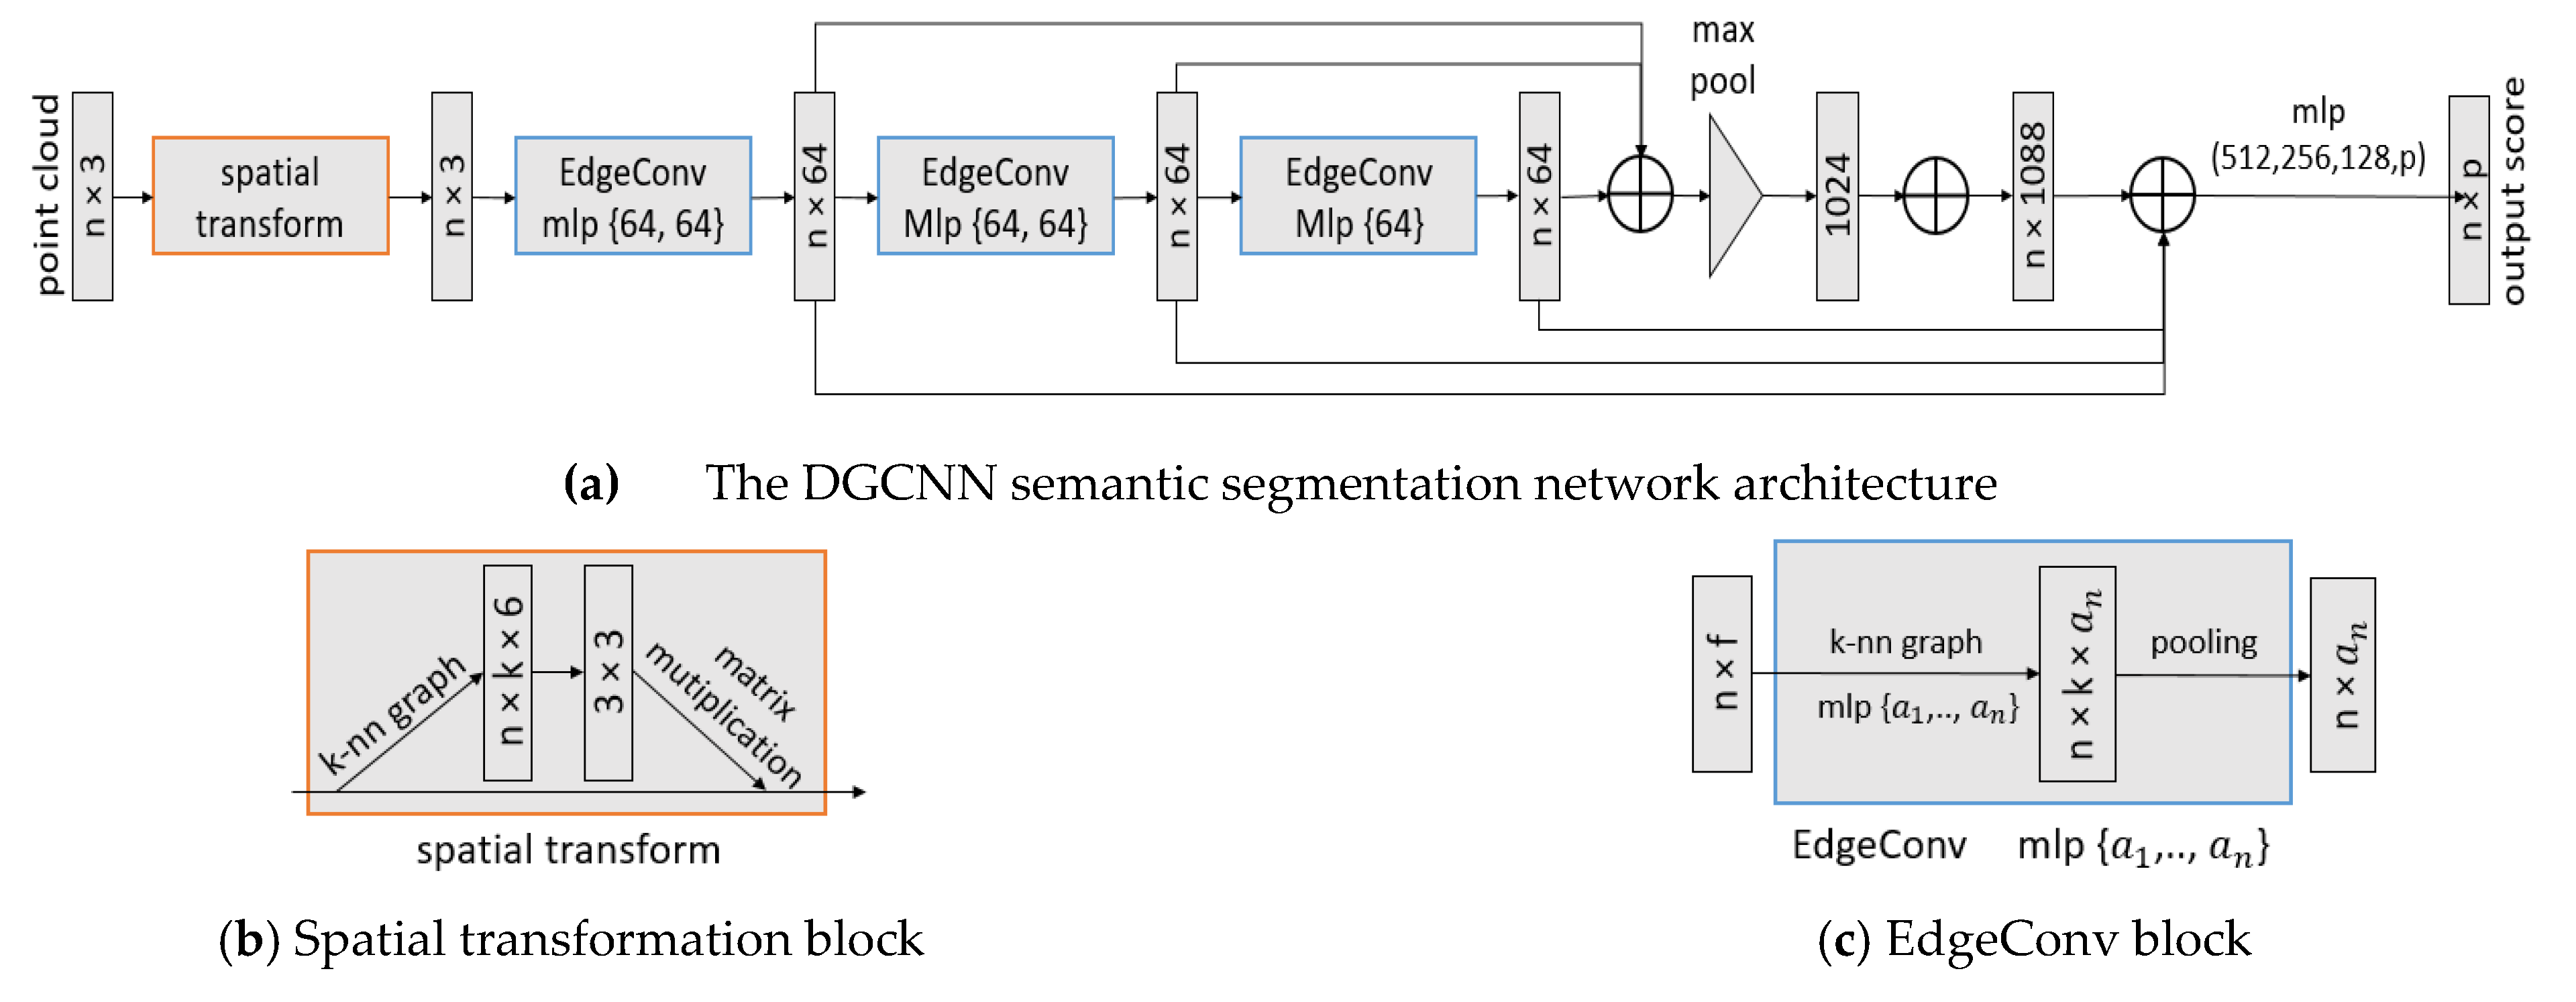 point cloud
n × 3
spatial
transform
n × 3
EdgeConv
mlp {64, 64}
n × 64
EdgeConv
Mlp {64, 64}
n × 64
EdgeConv
Mlp {64}
n × 64
max
pool
1024
n × 1088
mlp
(512,256,128,p)
n × p
output score
(a) The DGCNN semantic segmentation network architecture
k-nn graph
n × k × 6
3 × 3
matrix
mutiplication
spatial transform
(b) Spatial transformation block
n × f
k-nn graph
mlp {a₁,.., aₙ}
n × k × aₙ
pooling
n × aₙ
EdgeConv mlp {a₁,.., aₙ}
(c) EdgeConv block